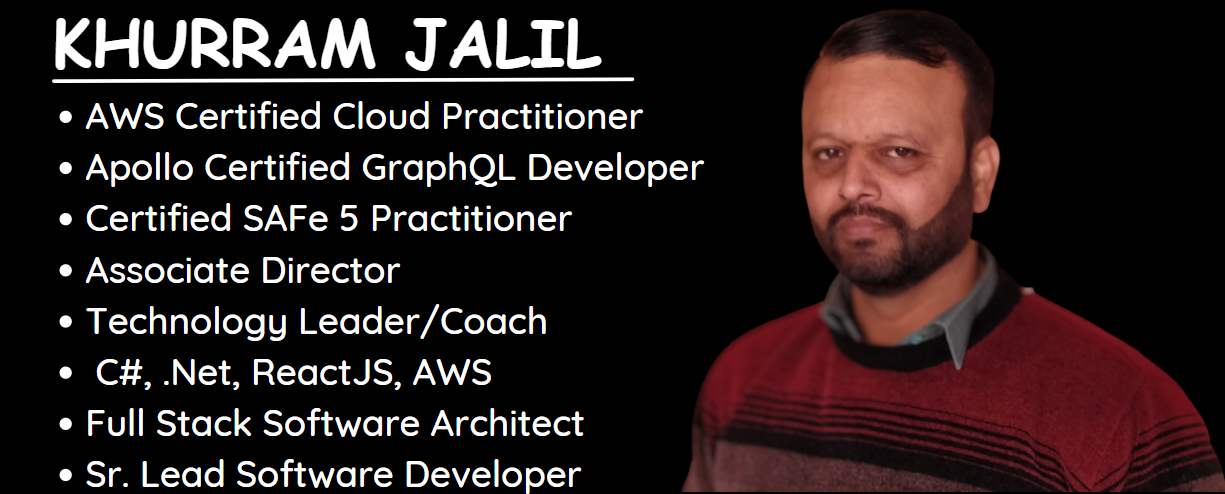 KHURRAM JALIL
• AWS Certified Cloud Practitioner
• Apollo Certified GraphQL Developer
• Certified SAFe 5 Practitioner
• Associate Director
• Technology Leader/Coach
• C#, .Net, ReactJS, AWS
• Full Stack Software Architect
• Sr. Lead Software Developer